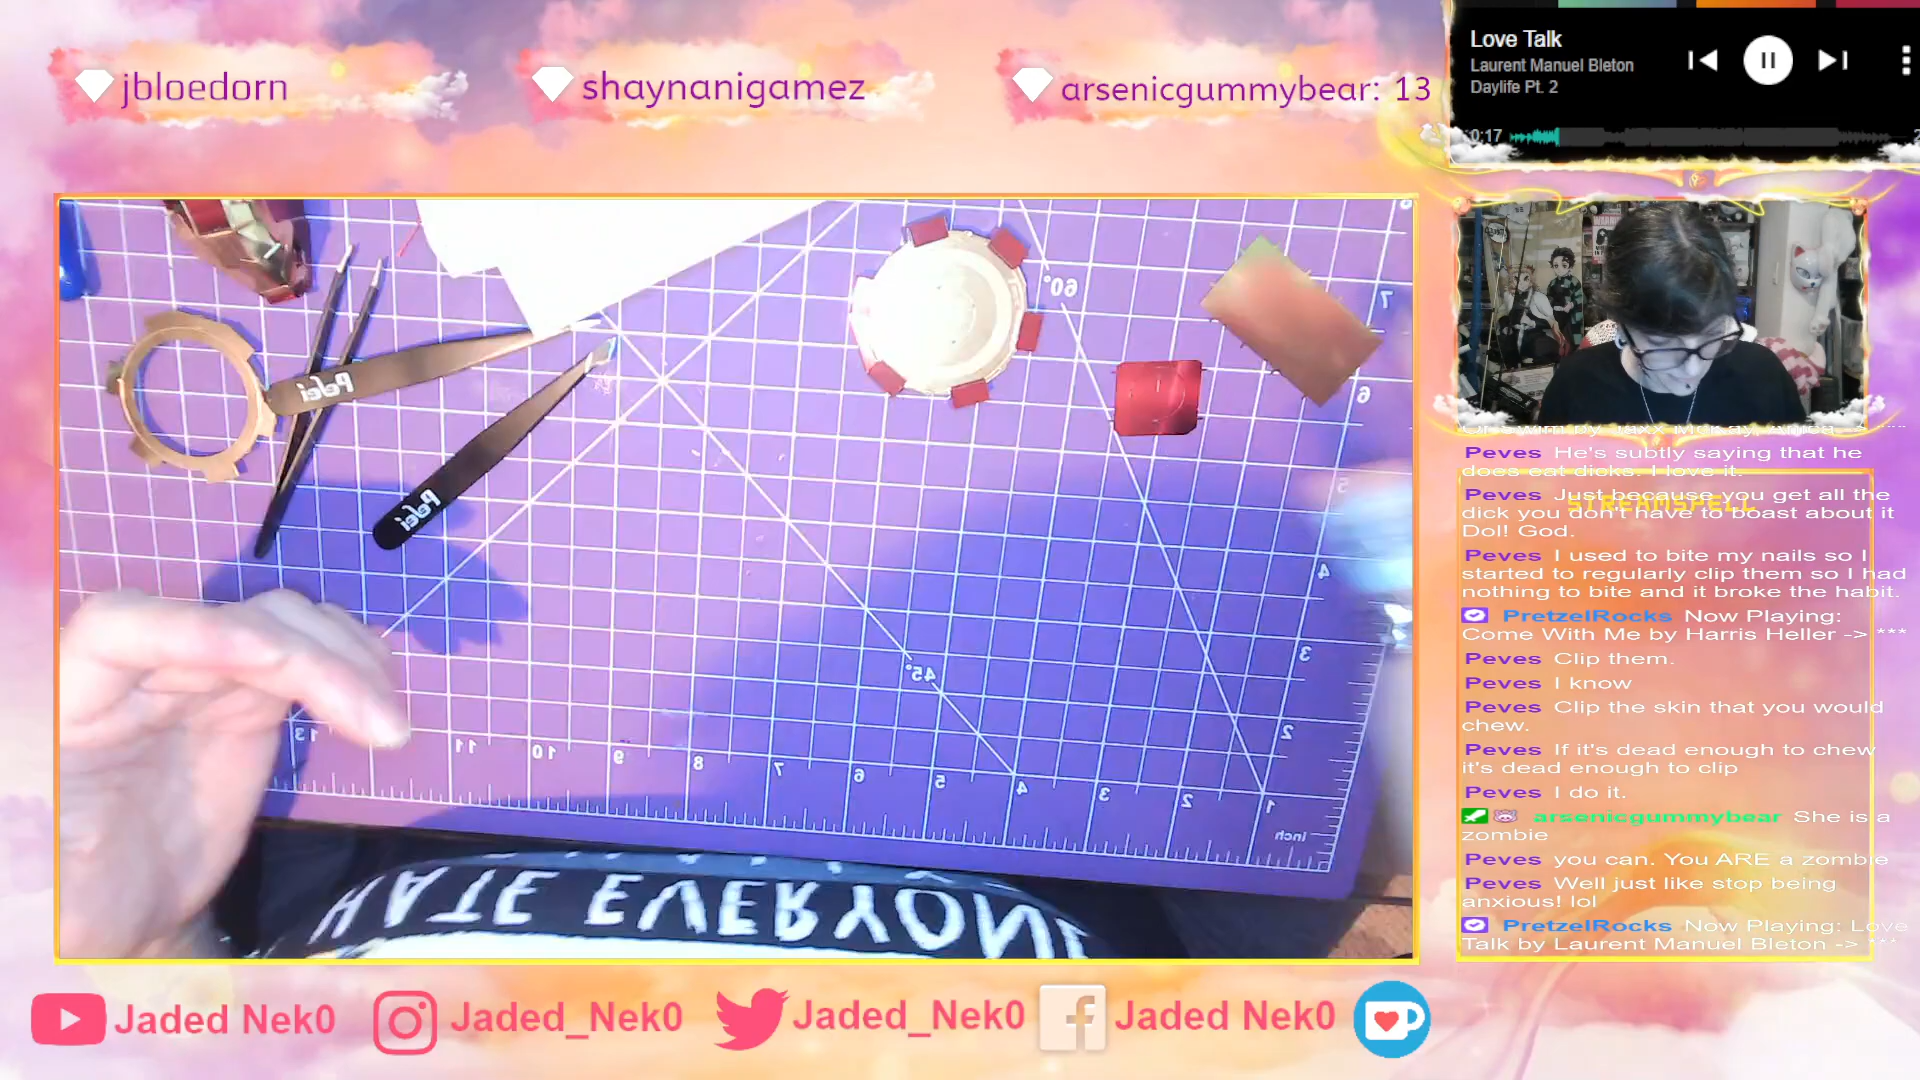 jbloedorn
shaynanigamez
arsenicgummybear: 13
Love Talk
Laurent Manuel Bleton
Daylife Pt. 2
0:17
Pelei
Pelei
60°
7
6
5
4
3
2
45°
13
11
10
9
8
7
6
5
4
3
2
1
inch
HATE EVERYONE
Peves He's subtly saying that he
does eat dicks. I love it.
STREAMSPELL
Peves Just because you get all the
dick you don't have to boast about it
Dol! God.
Peves I used to bite my nails so I
started to regularly clip them so I had
nothing to bite and it broke the habit.
PretzelRocks Now Playing:
Come With Me by Harris Heller -> ***
Peves Clip them.
Peves I know
Peves Clip the skin that you would
chew.
Peves If it's dead enough to chew
it's dead enough to clip
Peves I do it.
arsenicgummybear She is a
zombie
Peves you can. You ARE a zombie
Peves Well just like stop being
anxious! lol
PretzelRocks Now Playing: Love
Talk by Laurent Manuel Bleton -> ***
Jaded Nek0
Jaded_Nek0
Jaded_Nek0
Jaded Nek0